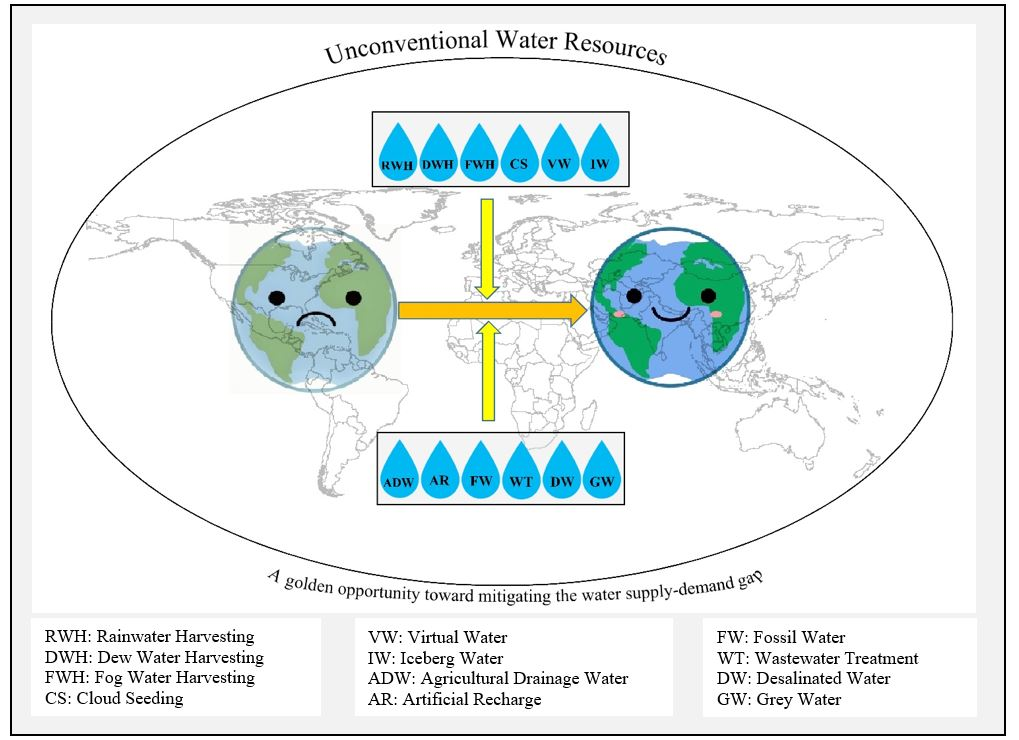 Unconventional Water Resources
RWH DWH FWH CS VW IW
ADW AR FW WT DW GW
A golden opportunity toward mitigating the water supply-demand gap
RWH: Rainwater Harvesting
DWH: Dew Water Harvesting
FWH: Fog Water Harvesting
CS: Cloud Seeding
VW: Virtual Water
IW: Iceberg Water
ADW: Agricultural Drainage Water
AR: Artificial Recharge
FW: Fossil Water
WT: Wastewater Treatment
DW: Desalinated Water
GW: Grey Water